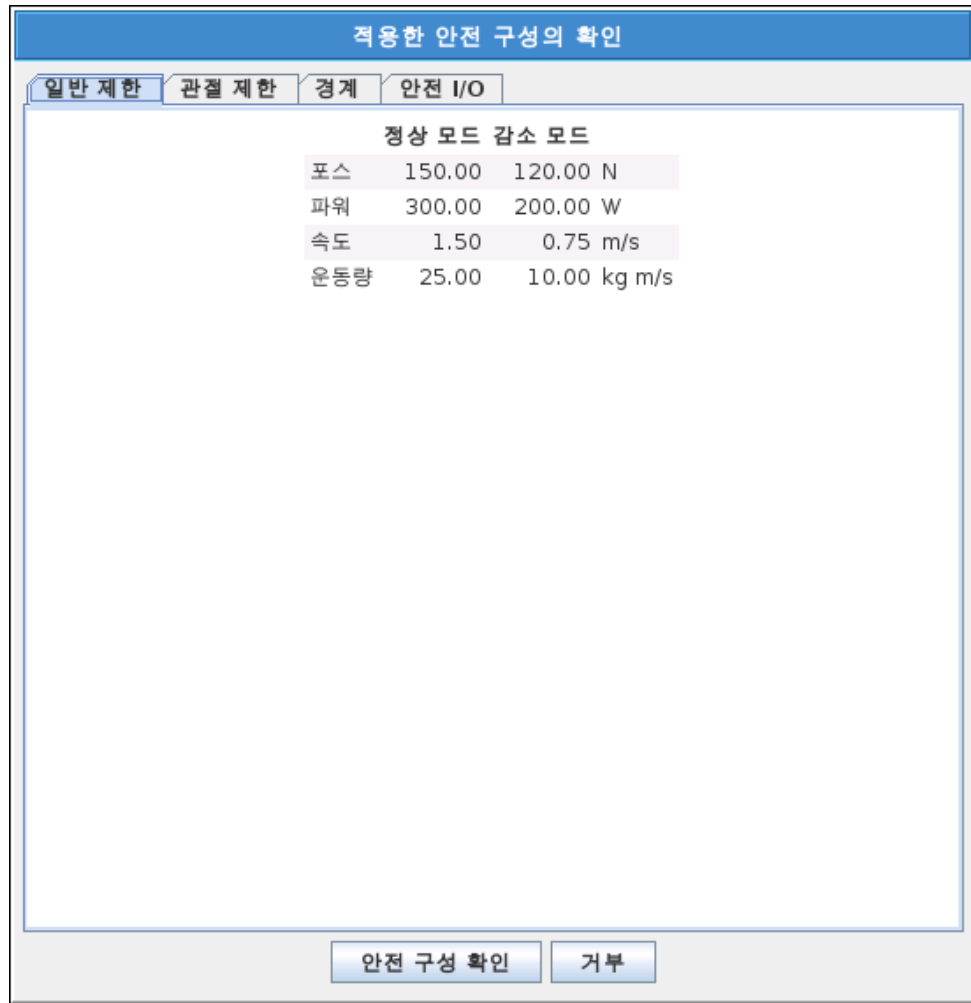 적용한 안전 구성의 확인
일반 제한 관절 제한 경계 안전 I/O
정상 모드 감소 모드
포스 150.00 120.00 N
파워 300.00 200.00 W
속도 1.50 0.75 m/s
운동량 25.00 10.00 kg m/s
안전 구성 확인 거부